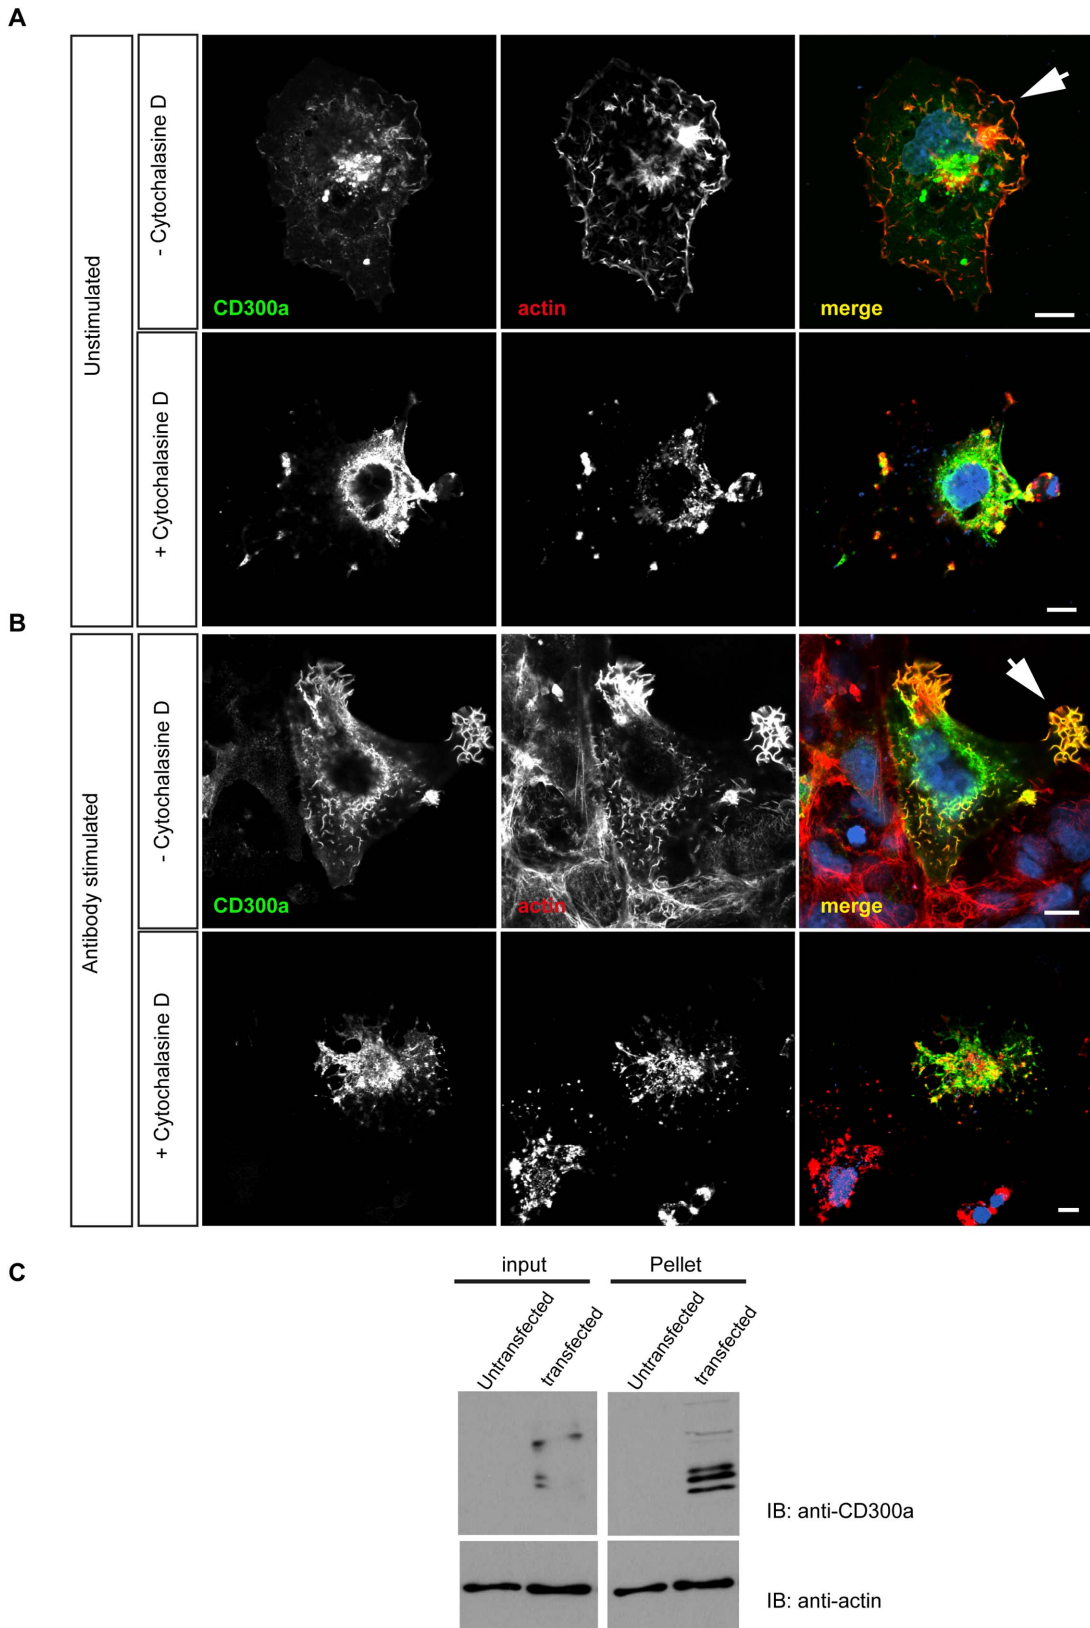 A
Unstimulated
- Cytochalasine D
CD300a
actin
merge
+ Cytochalasine D
B
Antibody stimulated
- Cytochalasine D
CD300a
actin
merge
+ Cytochalasine D
C
input
Pellet
Untransfected
transfected
Untransfected
transfected
IB: anti-CD300a
IB: anti-actin